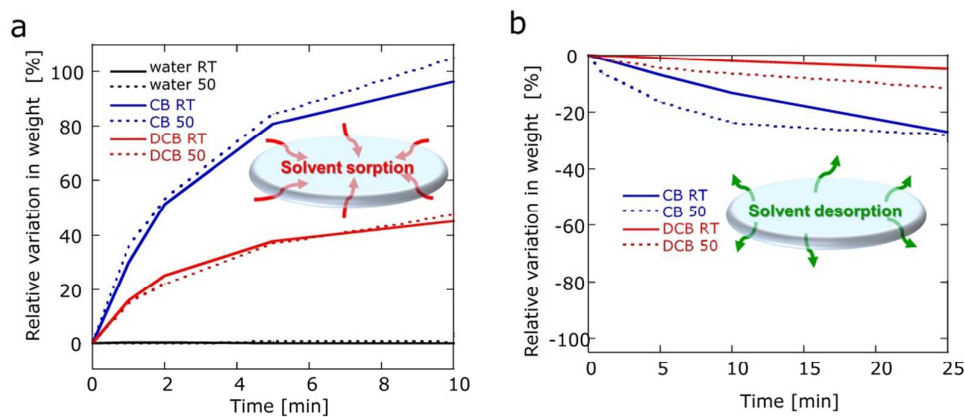 a
Relative variation in weight [%]
100
80
60
40
20
0
water RT
water 50
CB RT
CB 50
DCB RT
DCB 50
Solvent sorption
0
2
4
6
8
10
Time [min]
b
Relative variation in weight [%]
0
-20
-40
-60
-80
-100
CB RT
CB 50
DCB RT
DCB 50
Solvent desorption
0
5
10
15
20
25
Time [min]